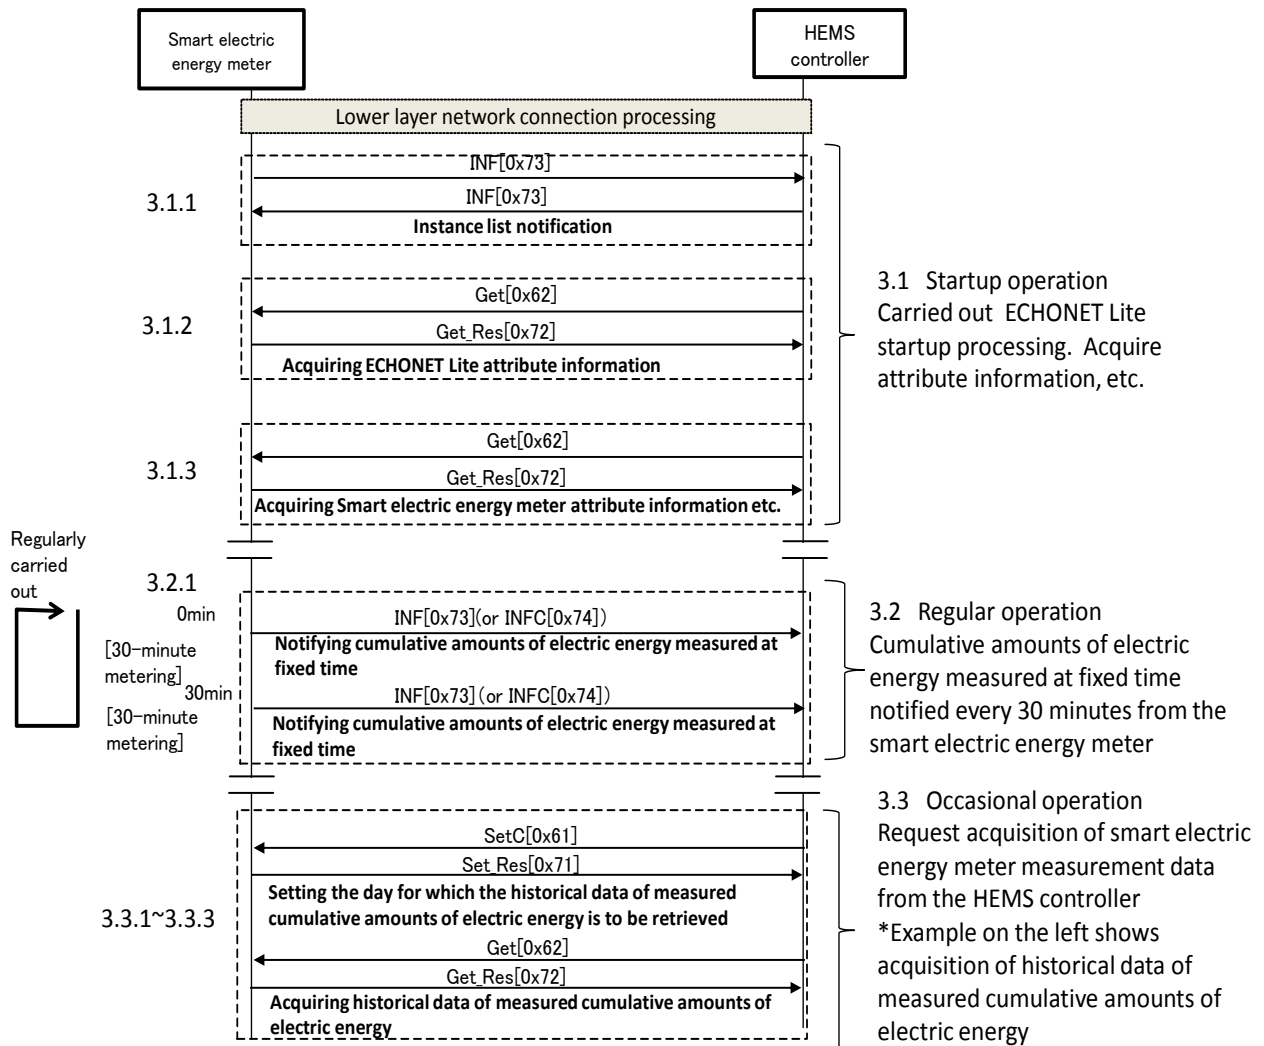 Smart electric
energy meter
HEMS
controller
Lower layer network connection processing
3.1.1
INF[0x73]
INF[0x73]
Instance list notification
3.1.2
Get[0x62]
Get_Res[0x72]
Acquiring ECHONET Lite attribute information
3.1.3
Get[0x62]
Get_Res[0x72]
Acquiring Smart electric energy meter attribute information etc.
3.1 Startup operation
Carried out ECHONET Lite
startup processing. Acquire
attribute information, etc.
Regularly
carried
out
3.2.1
0min
[30-minute
metering]
30min
[30-minute
metering]
INF[0x73](or INFC[0x74])
Notifying cumulative amounts of electric energy measured at
fixed time
INF[0x73](or INFC[0x74])
Notifying cumulative amounts of electric energy measured at
fixed time
3.2 Regular operation
Cumulative amounts of electric
energy measured at fixed time
notified every 30 minutes from the
smart electric energy meter
3.3.1~3.3.3
SetC[0x61]
Set_Res[0x71]
Setting the day for which the historical data of measured
cumulative amounts of electric energy is to be retrieved
Get[0x62]
Get_Res[0x72]
Acquiring historical data of measured cumulative amounts of
electric energy
3.3 Occasional operation
Request acquisition of smart electric
energy meter measurement data
from the HEMS controller
*Example on the left shows
acquisition of historical data of
measured cumulative amounts of
electric energy